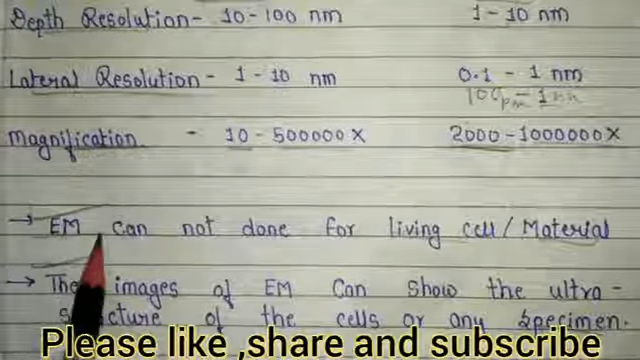 Depth Resolution - 10-100 nm 1-10 nm
Lateral Resolution - 1-10 nm 0.1 - 1 nm
100pm - 1nm
Magnification - 10-500000 X 2000-1000000 X
→ EM can not done for living cell / Material
→ The images of EM Can show the ultra-
structure of the cells or any specimen.
Please like ,share and subscribe